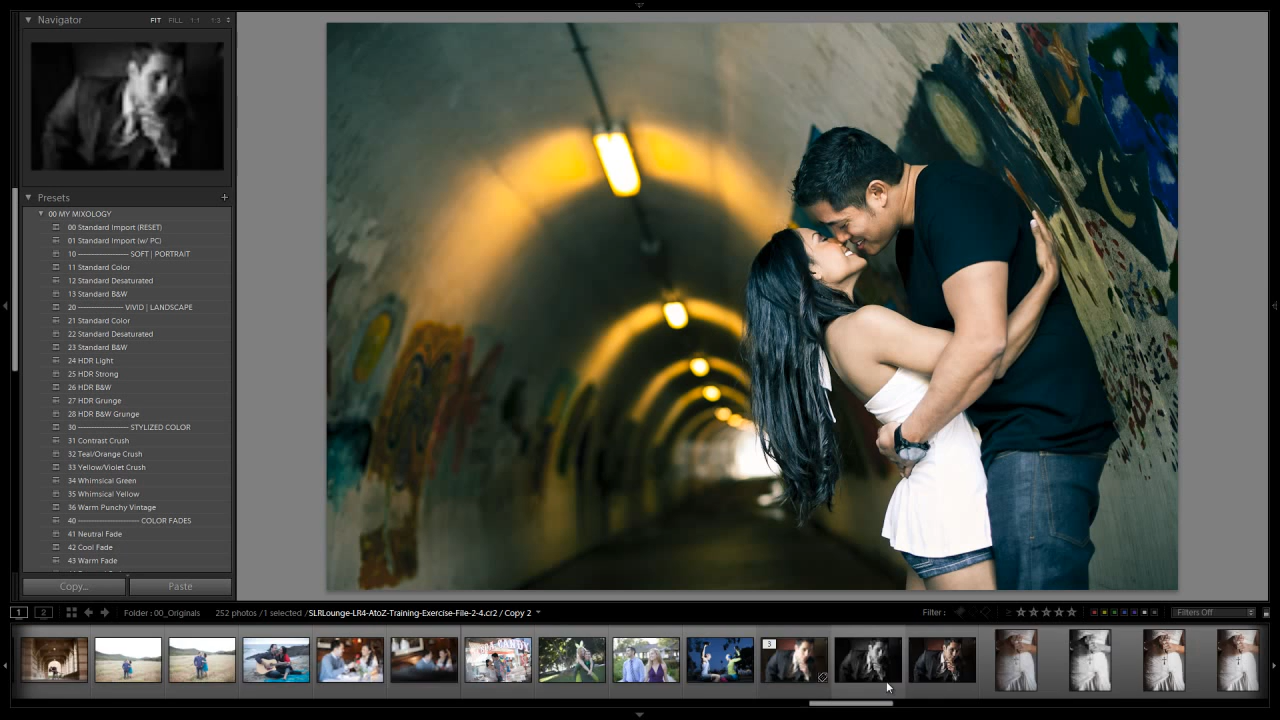 Navigator FIT FILL 1:1 1:3
Presets +
00 MY MIXOLOGY
00 Standard Import (RESET)
01 Standard Import (w/ PC)
10 ——————— SOFT | PORTRAIT
11 Standard Color
12 Standard Desaturated
13 Standard B&W
20 ——————— VIVID | LANDSCAPE
21 Standard Color
22 Standard Desaturated
23 Standard B&W
24 HDR Light
25 HDR Strong
26 HDR B&W
27 HDR Grunge
28 HDR B&W Grunge
30 ——————— STYLIZED COLOR
31 Contrast Crush
32 Teal/Orange Crush
33 Yellow/Violet Crush
34 Whimsical Green
35 Whimsical Yellow
36 Warm Punchy Vintage
40 ——————— COLOR FADES
41 Neutral Fade
42 Cool Fade
43 Warm Fade
Copy... Paste
1 2 Folder : 00_Originals 252 photos /1 selected /SLRLounge-LR4-AtoZ-Training-Exercise-File-2-4.cr2 / Copy 2 Filter : ≥ Filters Off
3